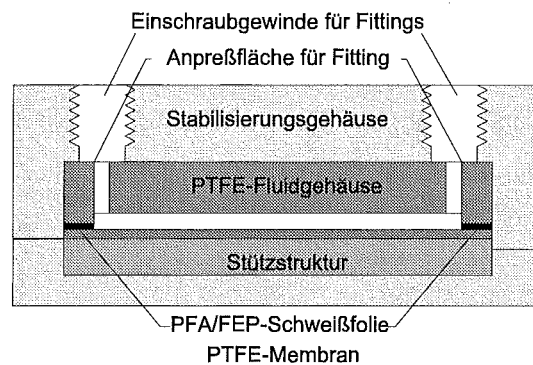 Einschraubgewinde für Fittings
Anpreßfläche für Fitting
Stabilisierungsgehäuse
PTFE-Fluidgehäuse
Stützstruktur
PFA/FEP-Schweißfolie
PTFE-Membran